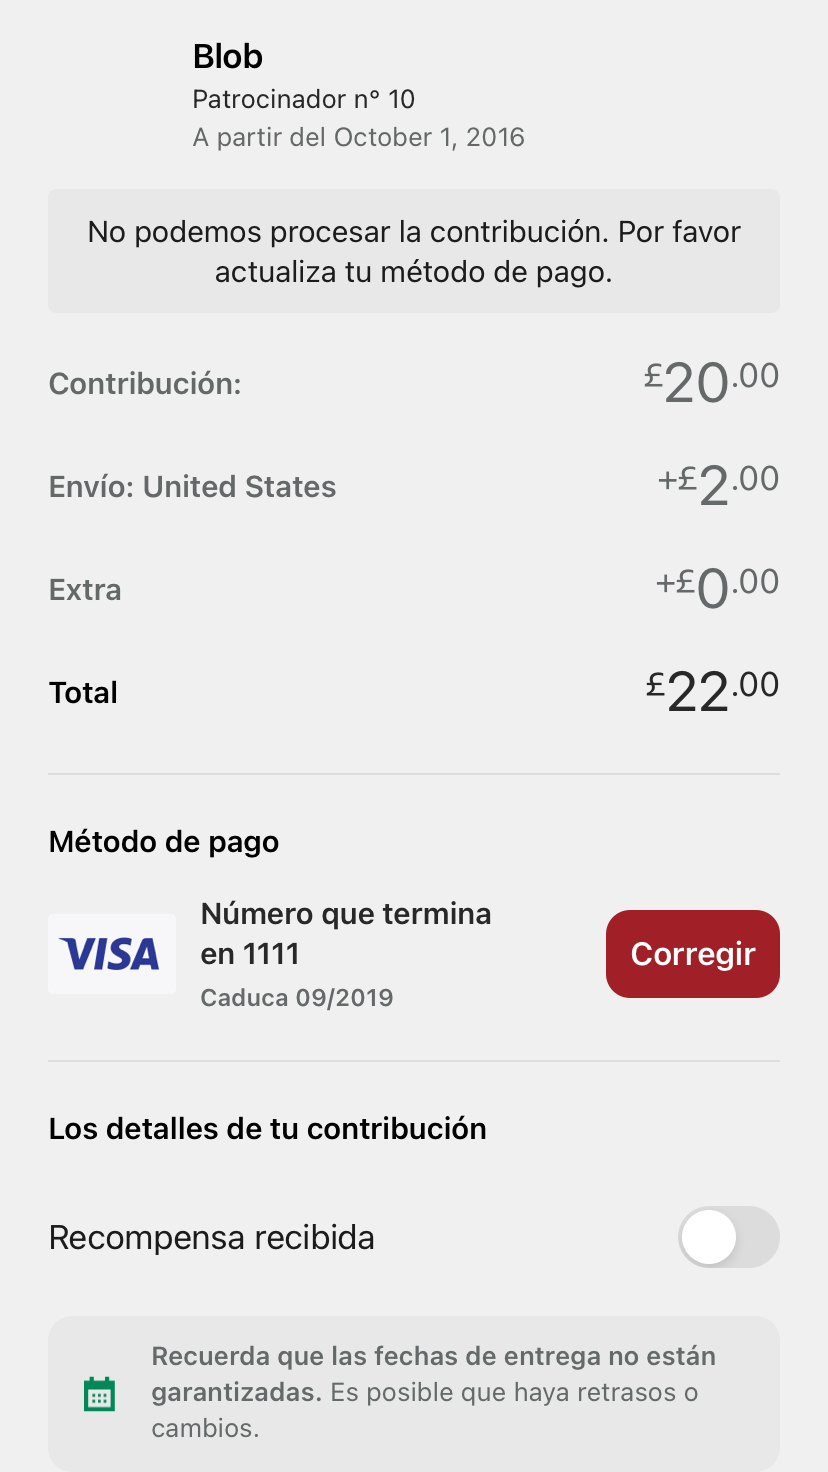 Blob
Patrocinador n° 10
A partir del October 1, 2016
No podemos procesar la contribución. Por favor
actualiza tu método de pago.
Contribución: £20.00
Envío: United States +£2.00
Extra +£0.00
Total £22.00
Método de pago
VISA
Número que termina
en 1111
Caduca 09/2019
Corregir
Los detalles de tu contribución
Recompensa recibida
Recuerda que las fechas de entrega no están
garantizadas. Es posible que haya retrasos o
cambios.